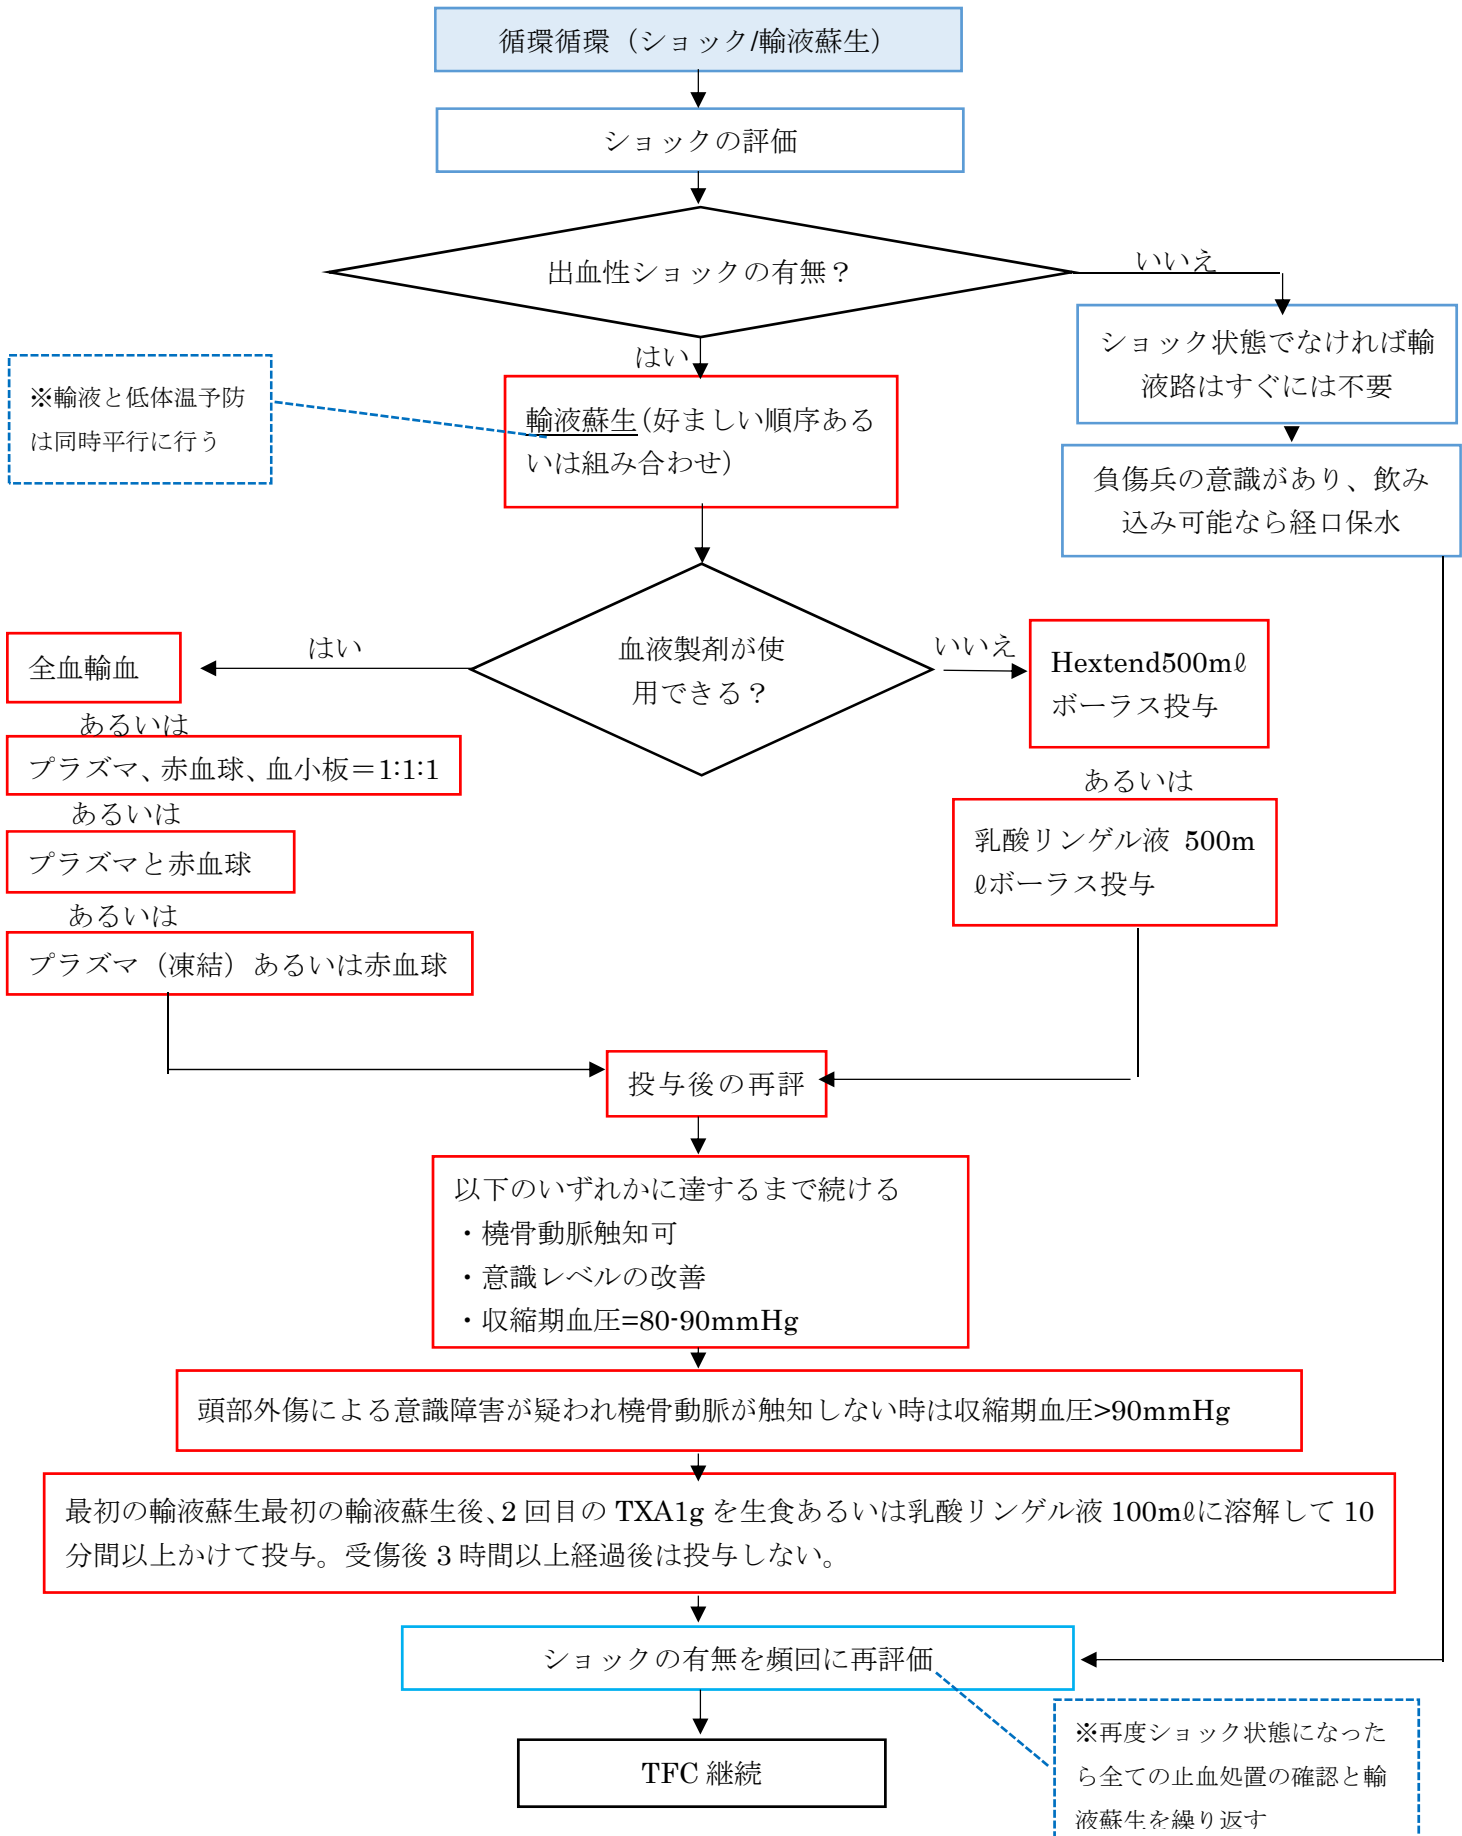 循環循環（ショック/輸液蘇生）
ショックの評価
出血性ショックの有無？
いいえ
ショック状態でなければ輸
液路はすぐには不要
はい
※輸液と低体温予防
は同時平行に行う
輸液蘇生(好ましい順序ある
いは組み合わせ)
負傷兵の意識があり、飲み
込み可能なら経口保水
血液製剤が使
用できる？
はい
いいえ
全血輸血
あるいは
プラズマ、赤血球、血小板＝1:1:1
あるいは
プラズマと赤血球
あるいは
プラズマ（凍結）あるいは赤血球
Hextend500mℓ
ボーラス投与
あるいは
乳酸リンゲル液 500m
ℓボーラス投与
投与後の再評
以下のいずれかに達するまで続ける
・橈骨動脈触知可
・意識レベルの改善
・収縮期血圧=80-90mmHg
頭部外傷による意識障害が疑われ橈骨動脈が触知しない時は収縮期血圧>90mmHg
最初の輸液蘇生最初の輸液蘇生後、2 回目の TXA1g を生食あるいは乳酸リンゲル液 100mℓに溶解して 10
分間以上かけて投与。受傷後 3 時間以上経過後は投与しない。
ショックの有無を頻回に再評価
TFC 継続
※再度ショック状態になった
ら全ての止血処置の確認と輸
液蘇生を繰り返す